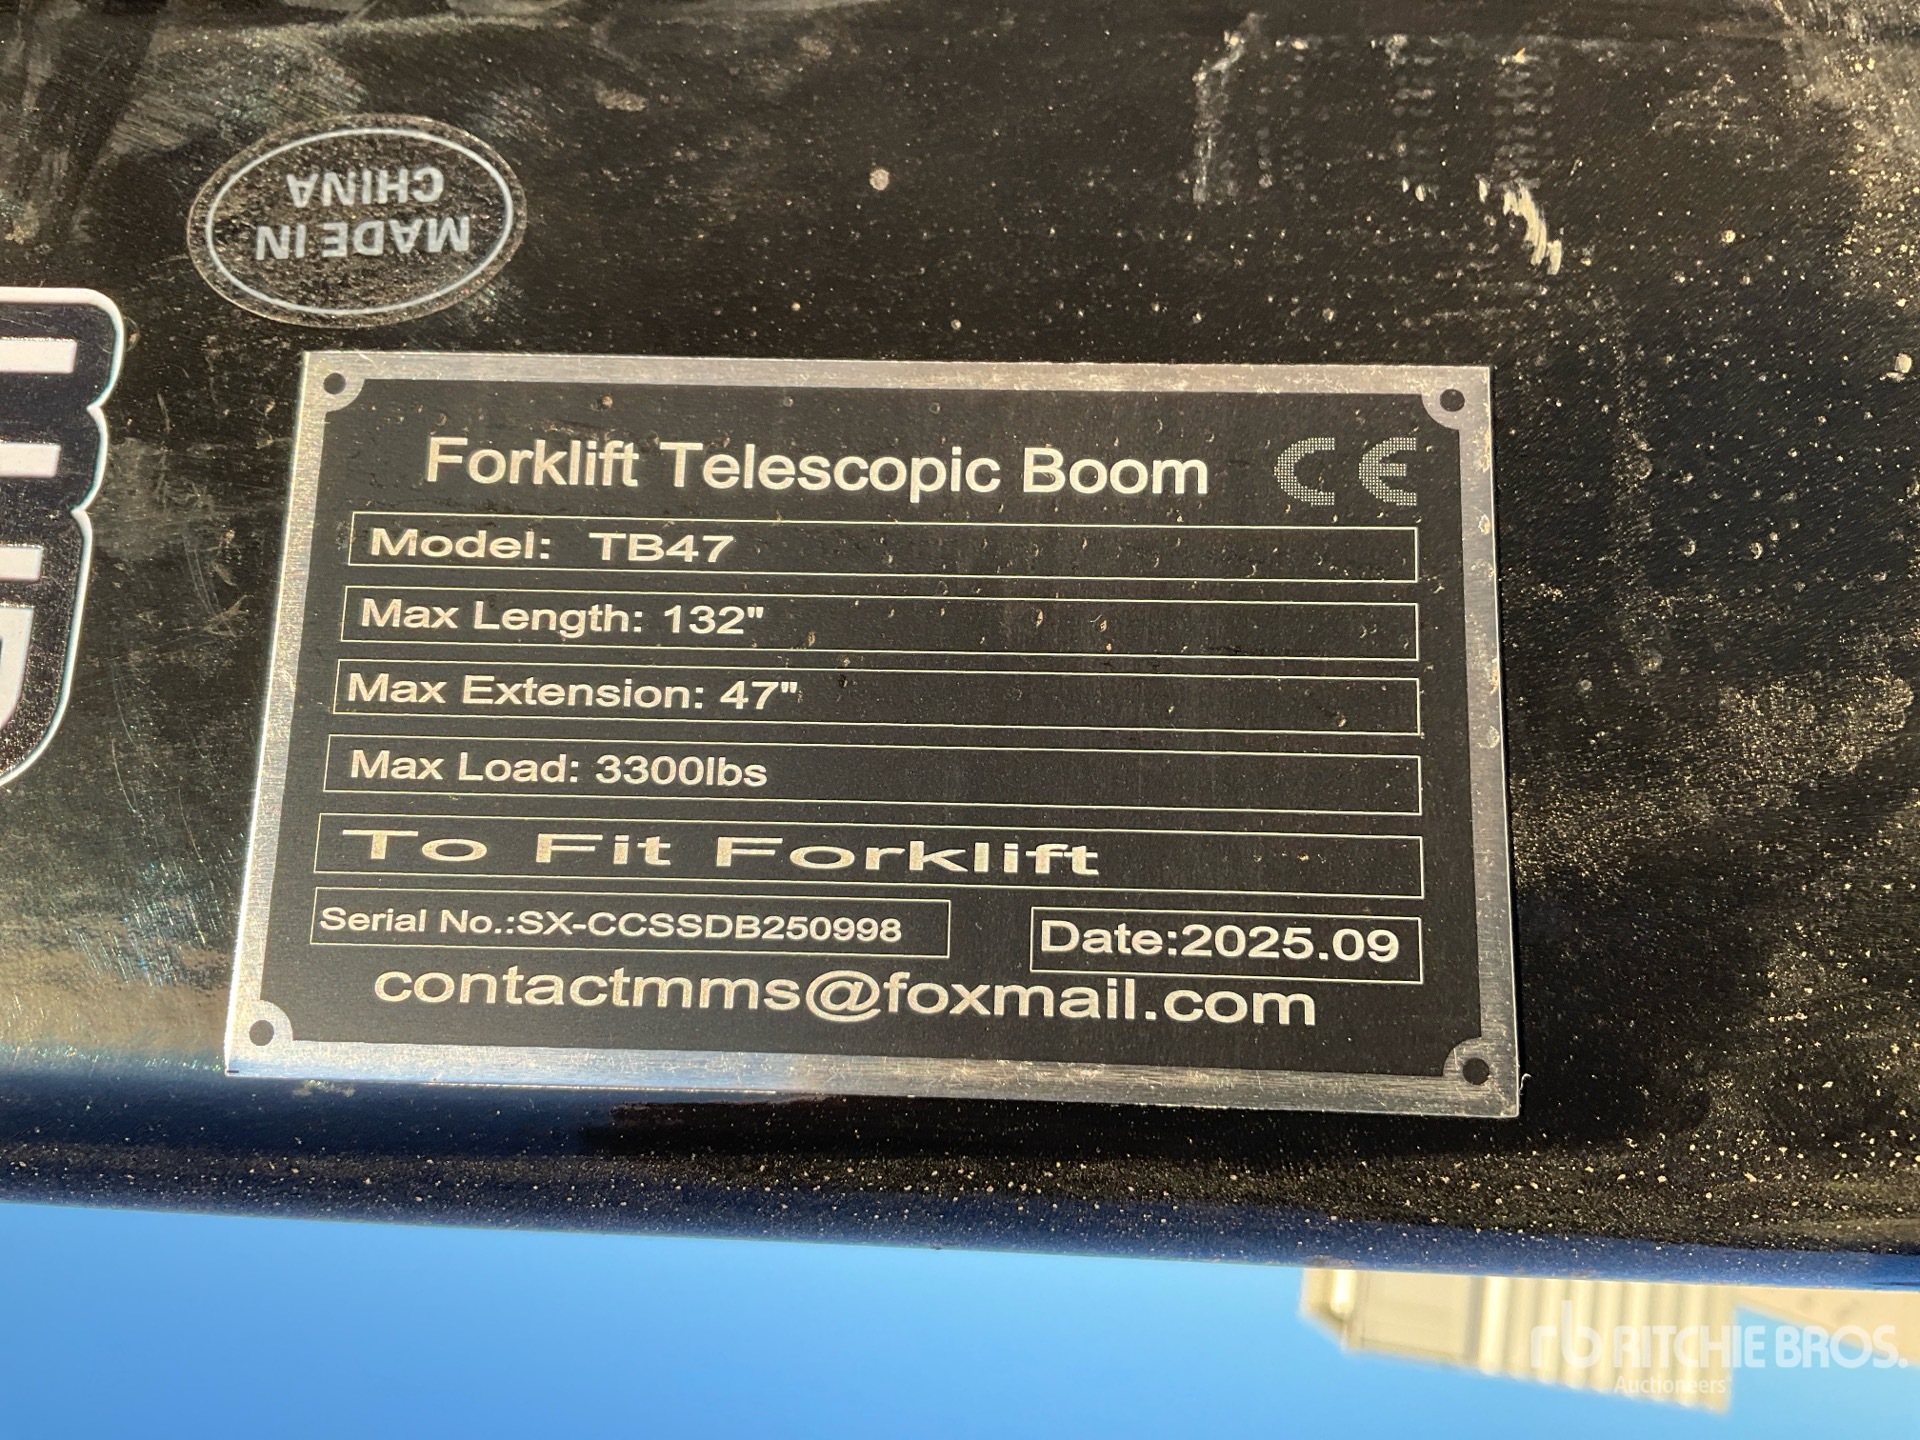 MADE IN
CHINA
Forklift Telescopic Boom CE
Model: TB47
Max Length: 132"
Max Extension: 47"
Max Load: 3300lbs
To Fit Forklift
Serial No.:SX-CCSSDB250998
Date:2025.09
contactmms@foxmail.com
rb RITCHIE BROS.
Auctioneers